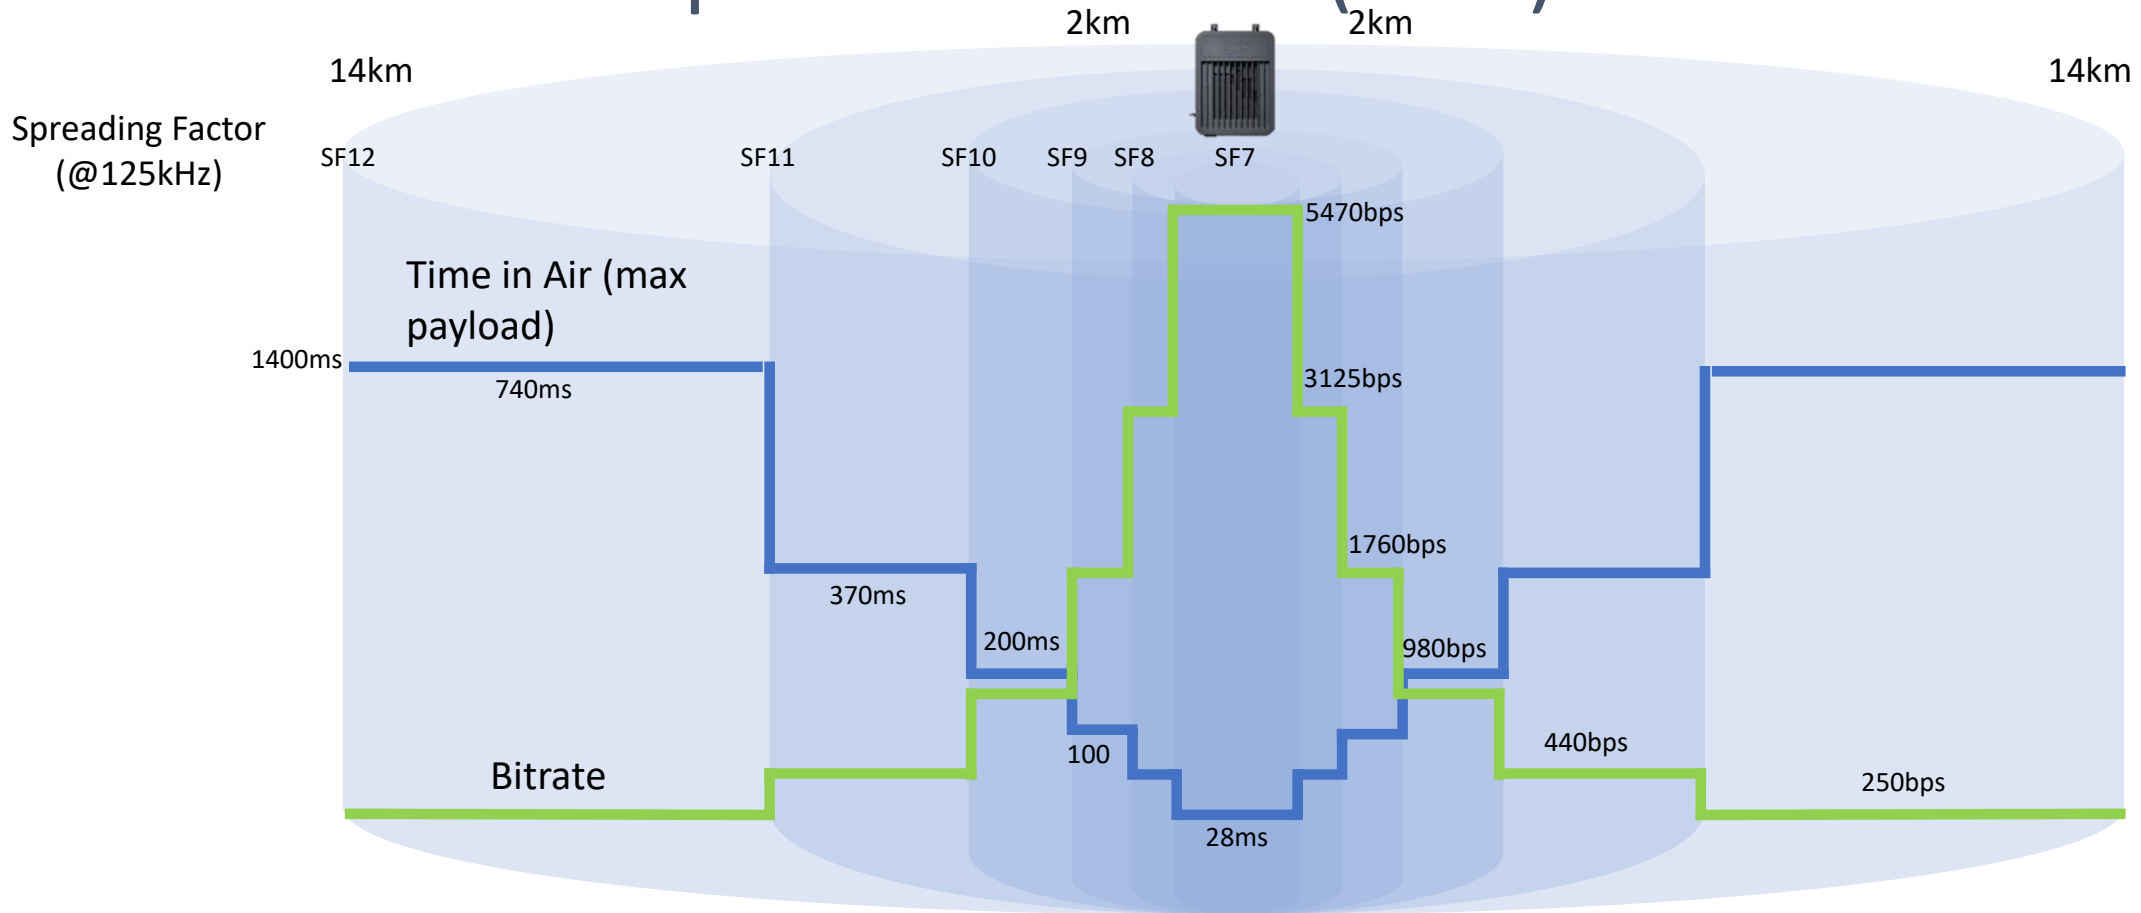 2km
2km
14km
14km
Spreading Factor
(@125kHz)
SF12
SF11
SF10
SF9
SF8
SF7
5470bps
Time in Air (max
payload)
1400ms
740ms
3125bps
1760bps
370ms
200ms
980bps
100
440bps
Bitrate
250bps
28ms